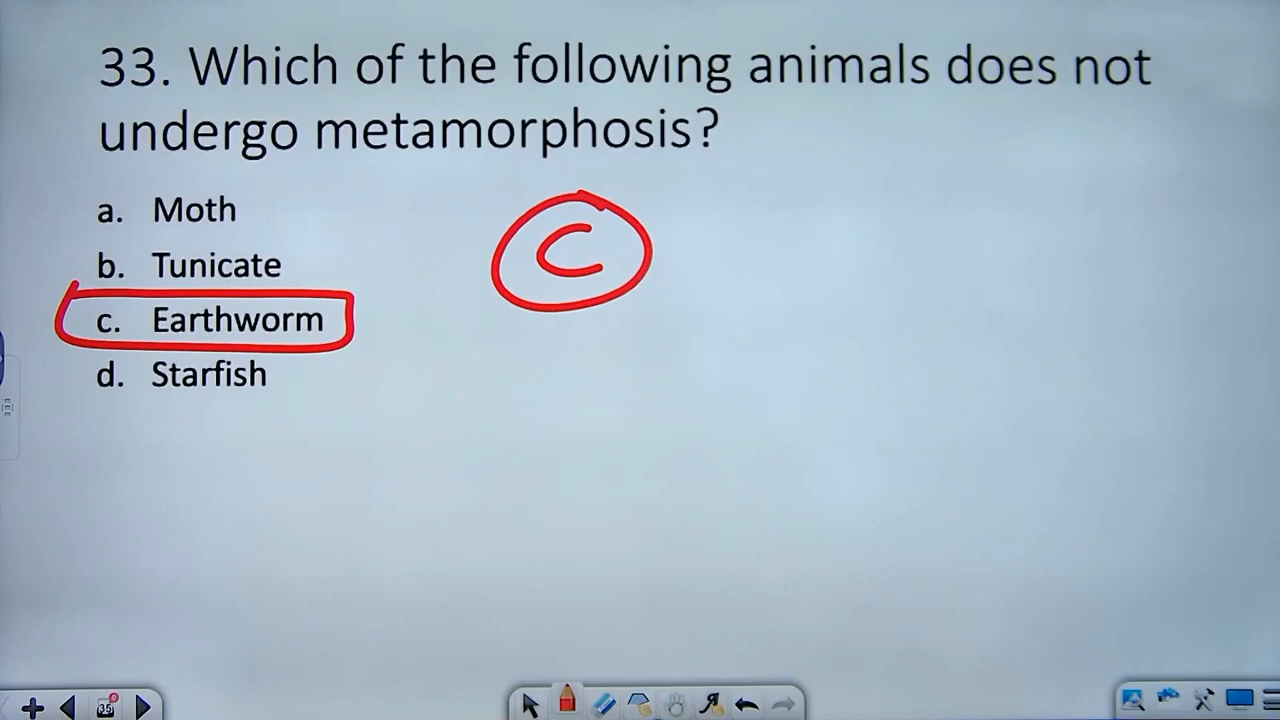 33. Which of the following animals does not
undergo metamorphosis?
a. Moth
b. Tunicate
c. Earthworm
d. Starfish
C
35